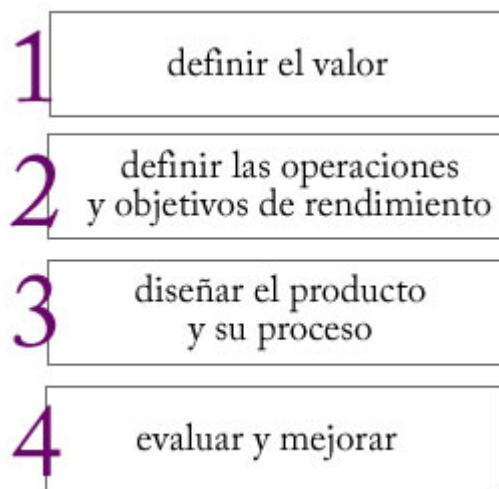 1 definir el valor
2 definir las operaciones
y objetivos de rendimiento
3 diseñar el producto
y su proceso
4 evaluar y mejorar